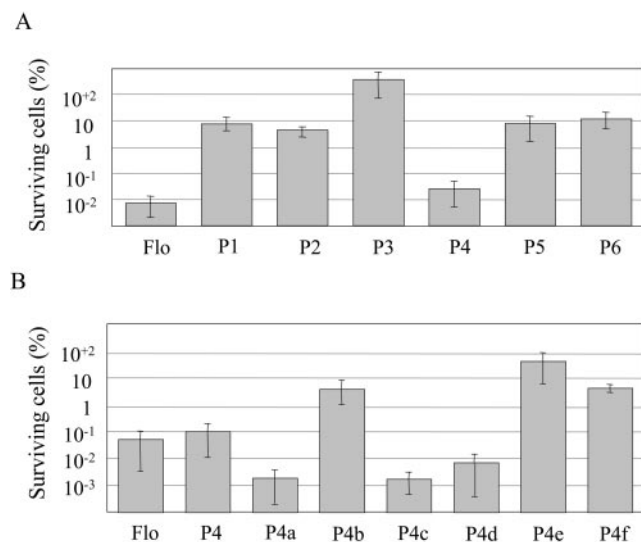 A
Surviving cells (%)
10+2
10
1
10-1
10-2
Flo P1 P2 P3 P4 P5 P6
B
Surviving cells (%)
10+2
10
1
10-1
10-2
10-3
Flo P4 P4a P4b P4c P4d P4e P4f